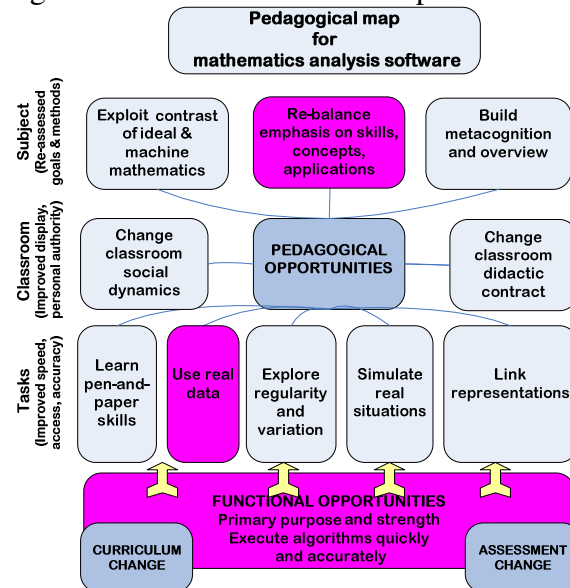 Pedagogical map
for
mathematics analysis software
Subject
(Re-assessed
goals & methods)
Exploit contrast
of ideal &
machine
mathematics
Re-balance
emphasis on skills,
concepts,
applications
Build
metacognition
and overview
Classroom
(Improved display,
personal authority)
Change
classroom
social
dynamics
PEDAGOGICAL
OPPORTUNITIES
Change
classroom
didactic
contract
Tasks
(Improved speed,
access, accuracy)
Learn
pen-and-
paper
skills
Use real
data
Explore
regularity
and
variation
Simulate
real
situations
Link
representations
FUNCTIONAL OPPORTUNITIES
Primary purpose and strength
Execute algorithms quickly
and accurately
CURRICULUM
CHANGE
ASSESSMENT
CHANGE